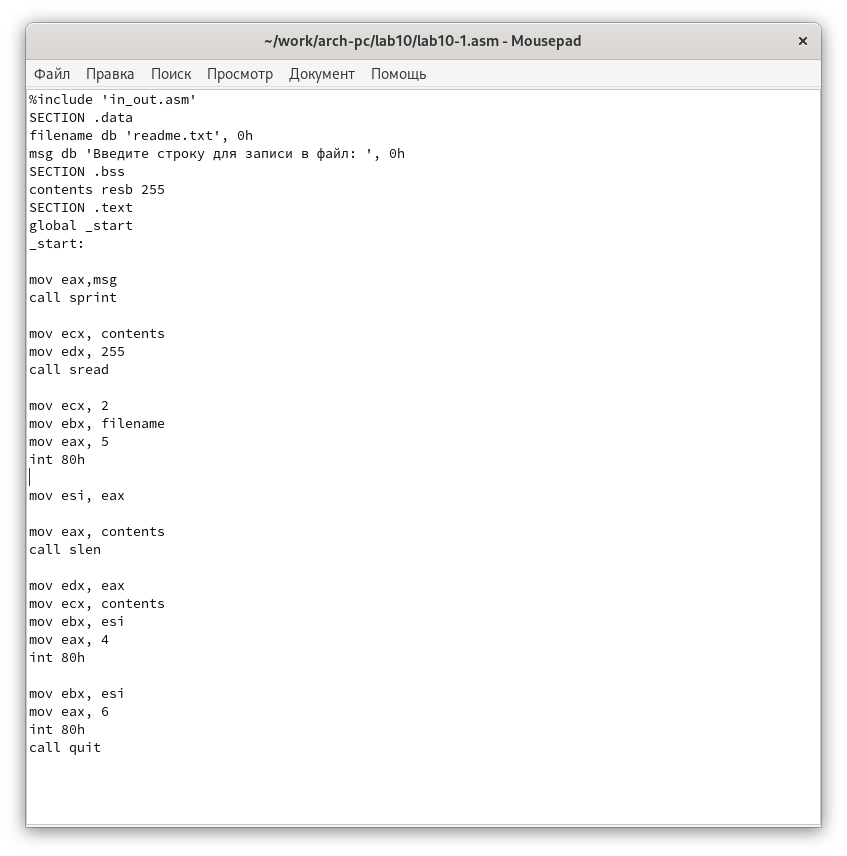 ~/work/arch-pc/lab10/lab10-1.asm - Mousepad
Файл Правка Поиск Просмотр Документ Помощь
%include 'in_out.asm'
SECTION .data
filename db 'readme.txt', 0h
msg db 'Введите строку для записи в файл: ', 0h
SECTION .bss
contents resb 255
SECTION .text
global _start
_start:
mov eax,msg
call sprint
mov ecx, contents
mov edx, 255
call sread
mov ecx, 2
mov ebx, filename
mov eax, 5
int 80h
mov esi, eax
mov eax, contents
call slen
mov edx, eax
mov ecx, contents
mov ebx, esi
mov eax, 4
int 80h
mov ebx, esi
mov eax, 6
int 80h
call quit